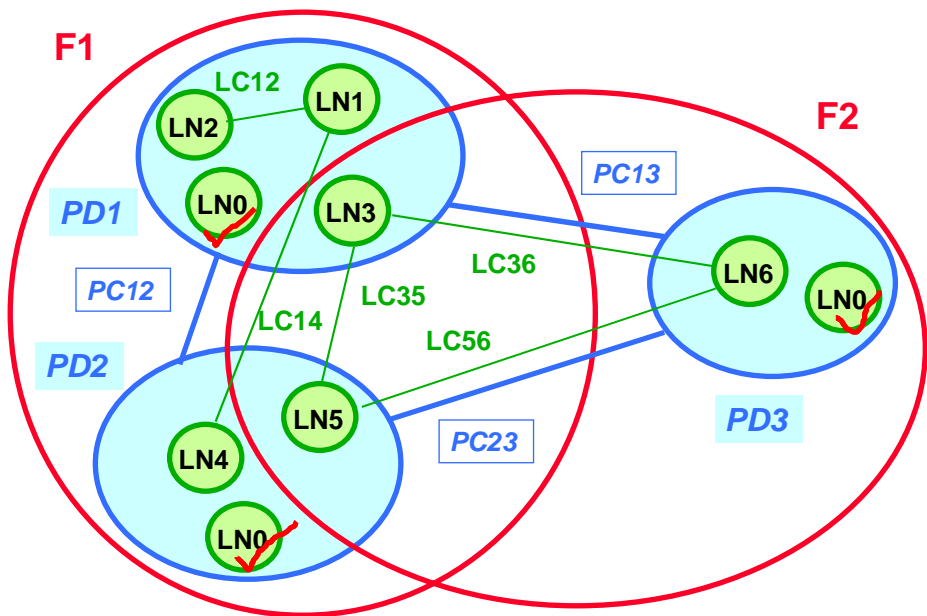 F1
LC12
LN1
LN2
F2
PC13
LN0
LN3
PD1
LC36
LN6
PC12
LC35
LN0
LC14
LC56
PD2
LN5
PD3
PC23
LN4
LN0